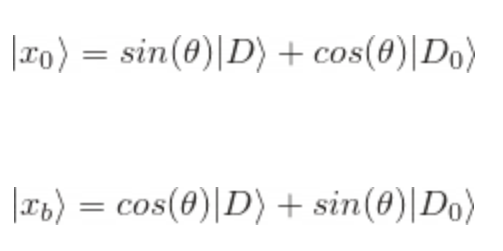 |x₀⟩ = sin(θ)|D⟩ + cos(θ)|D₀⟩
|x_b⟩ = cos(θ)|D⟩ + sin(θ)|D₀⟩